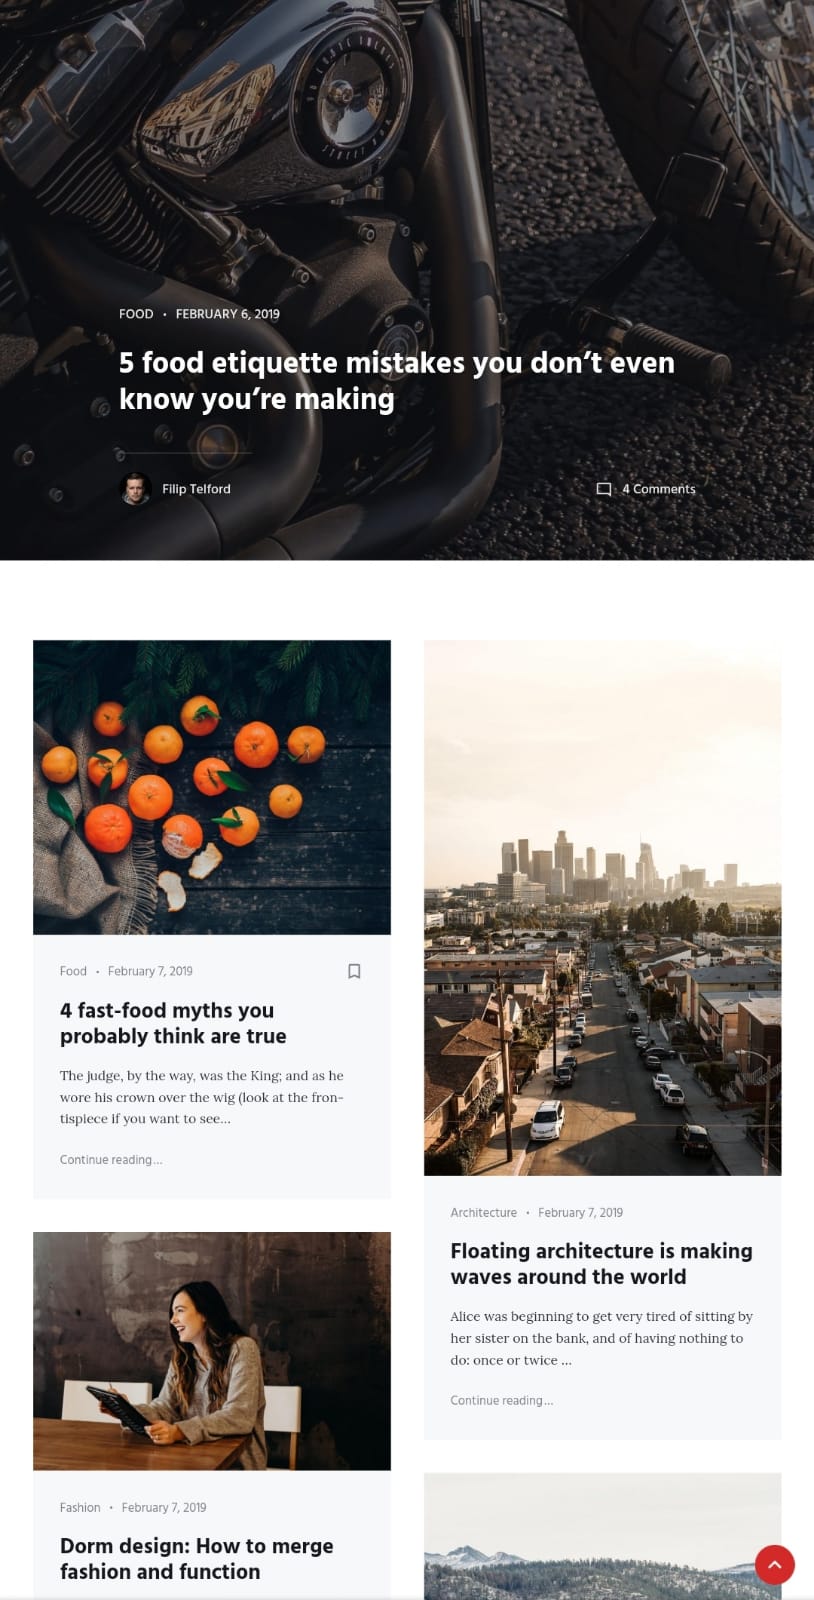 FOOD • FEBRUARY 6, 2019
5 food etiquette mistakes you don’t even
know you’re making
Filip Telford
4 Comments
Food • February 7, 2019
4 fast-food myths you
probably think are true
The judge, by the way, was the King; and as he
wore his crown over the wig (look at the fron-
tispiece if you want to see...
Continue reading...
Architecture • February 7, 2019
Floating architecture is making
waves around the world
Alice was beginning to get very tired of sitting by
her sister on the bank, and of having nothing to
do: once or twice ...
Continue reading...
Fashion • February 7, 2019
Dorm design: How to merge
fashion and function